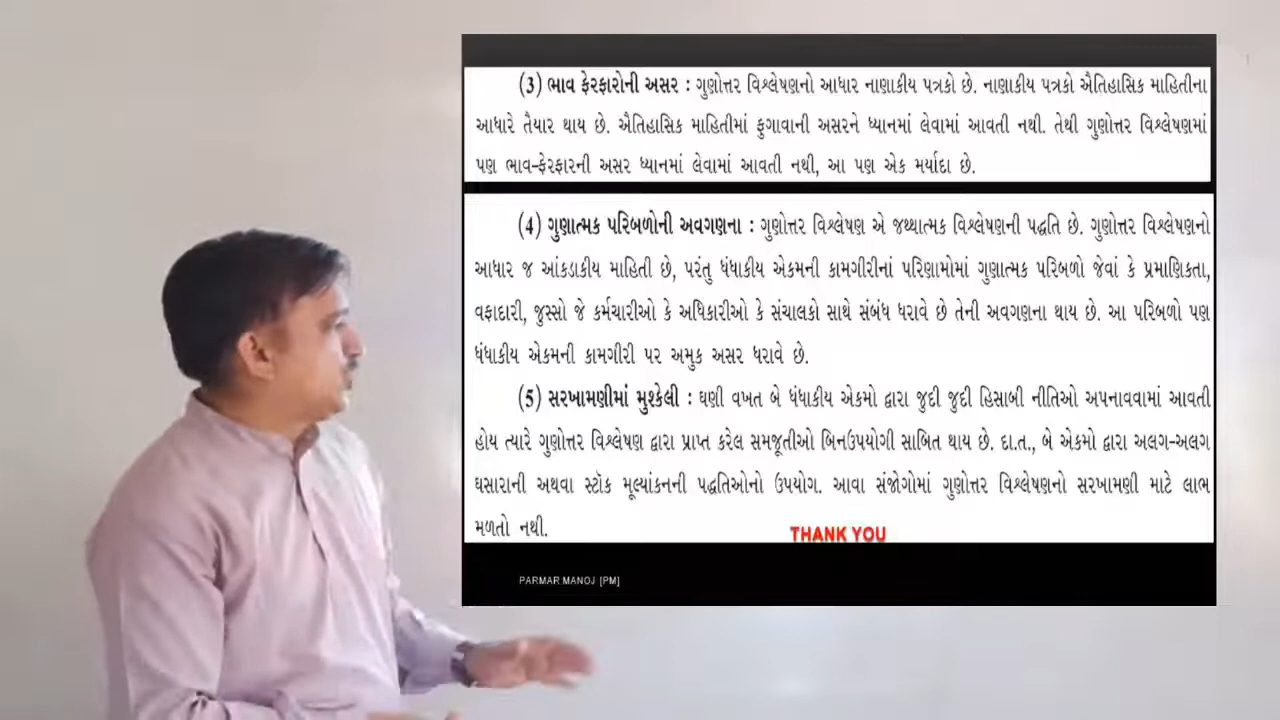 (3) ભાવ ફેરફારોની અસર : ગુણોત્તર વિશ્લેષણનો આધાર નાણાકીય પત્રકો છે. નાણાકીય પત્રકો ઐતિહાસિક માહિતીના
આધારે તૈયાર થાય છે. ઐતિહાસિક માહિતીમાં ફુગાવાની અસરને ધ્યાનમાં લેવામાં આવતી નથી. તેથી ગુણોત્તર વિશ્લેષણમાં
પણ ભાવ-ફેરફારની અસર ધ્યાનમાં લેવામાં આવતી નથી, આ પણ એક મર્યાદા છે.
(4) ગુણાત્મક પરિબળોની અવગણના : ગુણોત્તર વિશ્લેષણ એ જથ્થાત્મક વિશ્લેષણની પદ્ધતિ છે. ગુણોત્તર વિશ્લેષણનો
આધાર જ આંકડાકીય માહિતી છે, પરંતુ ધંધાકીય એકમની કામગીરીનાં પરિણામોમાં ગુણાત્મક પરિબળો જેવાં કે પ્રમાણિકતા,
વફાદારી, જુસ્સો જે કર્મચારીઓ કે અધિકારીઓ કે સંચાલકો સાથે સંબંધ ધરાવે છે તેની અવગણના થાય છે. આ પરિબળો પણ
ધંધાકીય એકમની કામગીરી પર અમુક અસર ધરાવે છે.
(5) સરખામણીમાં મુશ્કેલી : ઘણી વખત બે ધંધાકીય એકમો દ્વારા જુદી જુદી હિસાબી નીતિઓ અપનાવવામાં આવતી
હોય ત્યારે ગુણોત્તર વિશ્લેષણ દ્વારા પ્રાપ્ત કરેલ સમજૂતીઓ બિનઉપયોગી સાબિત થાય છે. દા.ત., બે એકમો દ્વારા અલગ-અલગ
ઘસારાની અથવા સ્ટૉક મૂલ્યાંકનની પદ્ધતિઓનો ઉપયોગ. આવા સંજોગોમાં ગુણોત્તર વિશ્લેષણનો સરખામણી માટે લાભ
મળતો નથી.
THANK YOU
PARMAR MANOJ [PM]